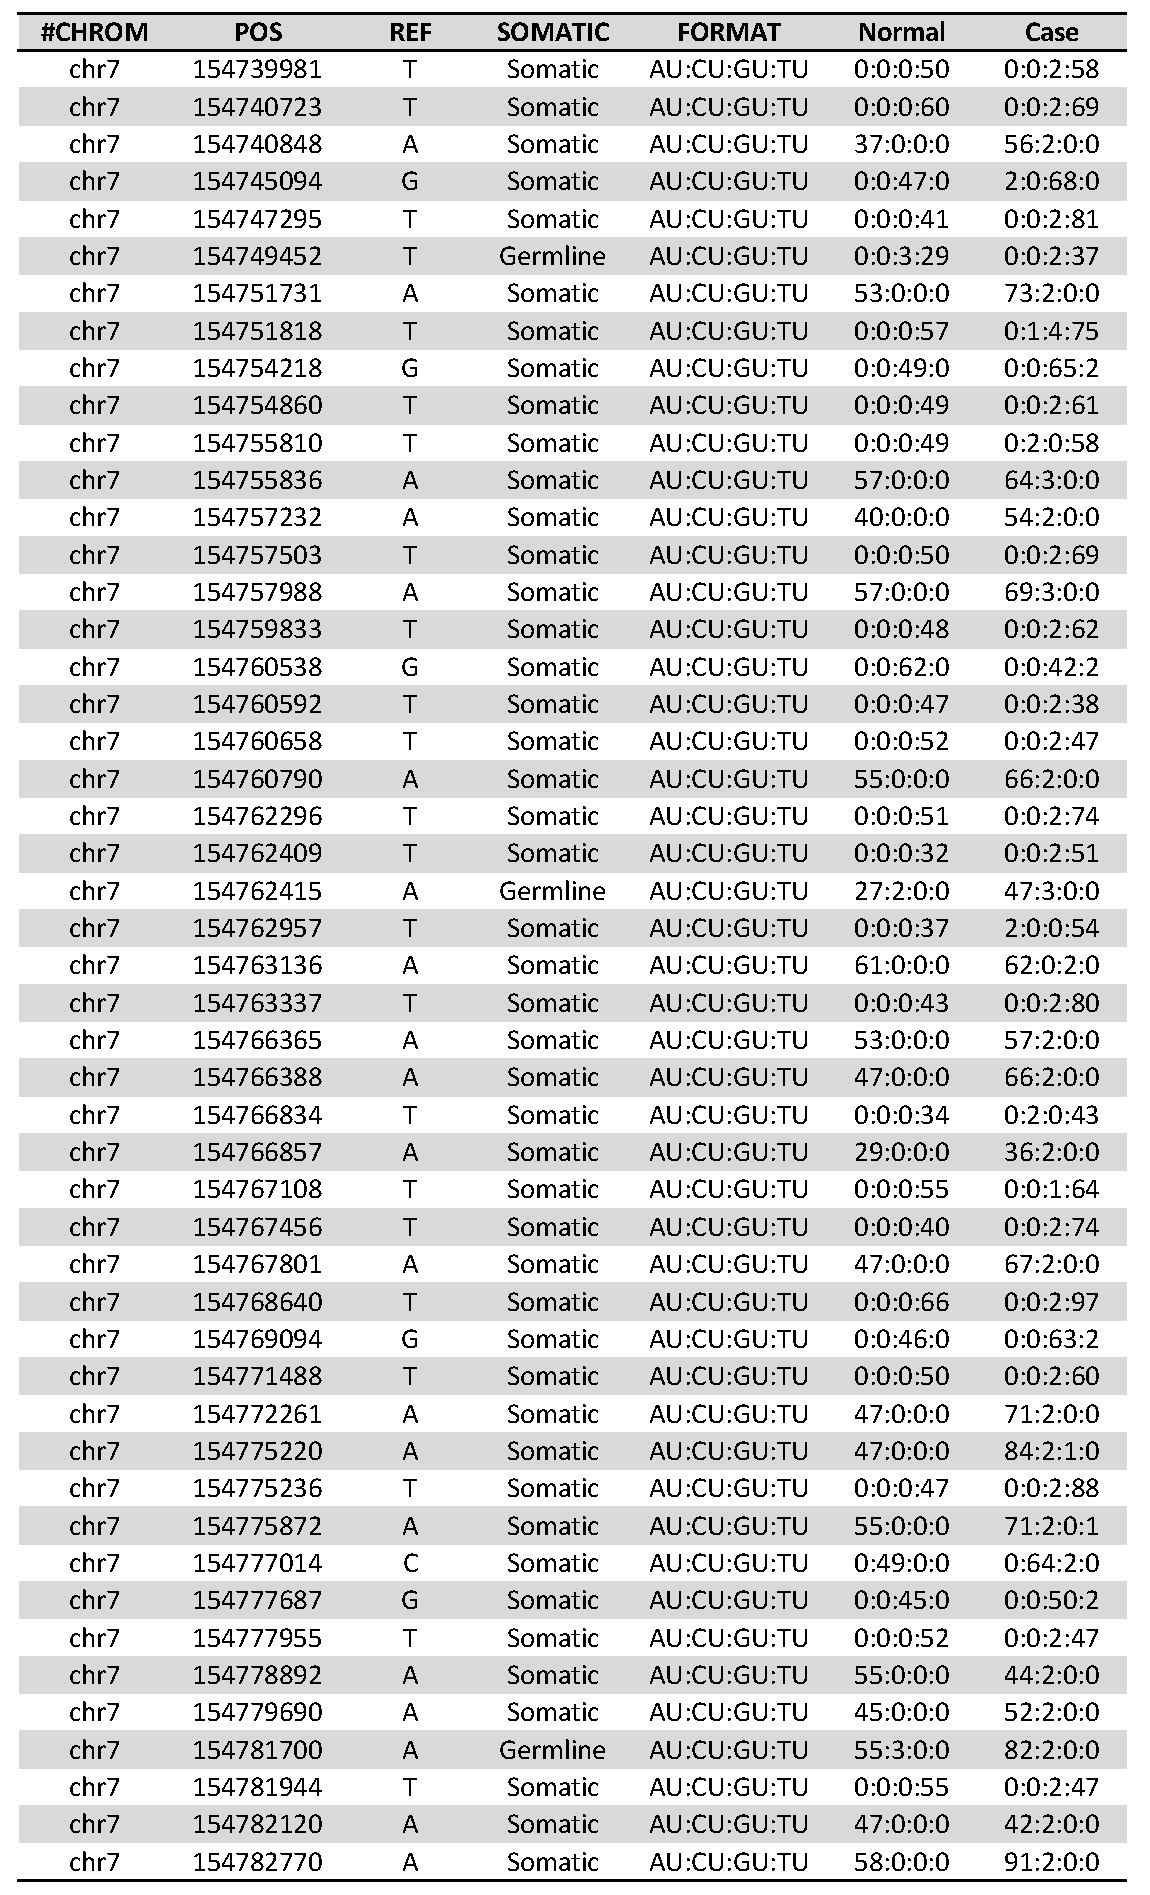 #CHROM POS REF SOMATIC FORMAT Normal Case
chr7 154739981 T Somatic AU:CU:GU:TU 0:0:0:50 0:0:2:58
chr7 154740723 T Somatic AU:CU:GU:TU 0:0:0:60 0:0:2:69
chr7 154740848 A Somatic AU:CU:GU:TU 37:0:0:0 56:2:0:0
chr7 154745094 G Somatic AU:CU:GU:TU 0:0:47:0 2:0:68:0
chr7 154747295 T Somatic AU:CU:GU:TU 0:0:0:41 0:0:2:81
chr7 154749452 T Germline AU:CU:GU:TU 0:0:3:29 0:0:2:37
chr7 154751731 A Somatic AU:CU:GU:TU 53:0:0:0 73:2:0:0
chr7 154751818 T Somatic AU:CU:GU:TU 0:0:0:57 0:1:4:75
chr7 154754218 G Somatic AU:CU:GU:TU 0:0:49:0 0:0:65:2
chr7 154754860 T Somatic AU:CU:GU:TU 0:0:0:49 0:0:2:61
chr7 154755810 T Somatic AU:CU:GU:TU 0:0:0:49 0:2:0:58
chr7 154755836 A Somatic AU:CU:GU:TU 57:0:0:0 64:3:0:0
chr7 154757232 A Somatic AU:CU:GU:TU 40:0:0:0 54:2:0:0
chr7 154757503 T Somatic AU:CU:GU:TU 0:0:0:50 0:0:2:69
chr7 154757988 A Somatic AU:CU:GU:TU 57:0:0:0 69:3:0:0
chr7 154759833 T Somatic AU:CU:GU:TU 0:0:0:48 0:0:2:62
chr7 154760538 G Somatic AU:CU:GU:TU 0:0:62:0 0:0:42:2
chr7 154760592 T Somatic AU:CU:GU:TU 0:0:0:47 0:0:2:38
chr7 154760658 T Somatic AU:CU:GU:TU 0:0:0:52 0:0:2:47
chr7 154760790 A Somatic AU:CU:GU:TU 55:0:0:0 66:2:0:0
chr7 154762296 T Somatic AU:CU:GU:TU 0:0:0:51 0:0:2:74
chr7 154762409 T Somatic AU:CU:GU:TU 0:0:0:32 0:0:2:51
chr7 154762415 A Germline AU:CU:GU:TU 27:2:0:0 47:3:0:0
chr7 154762957 T Somatic AU:CU:GU:TU 0:0:0:37 2:0:0:54
chr7 154763136 A Somatic AU:CU:GU:TU 61:0:0:0 62:0:2:0
chr7 154763337 T Somatic AU:CU:GU:TU 0:0:0:43 0:0:2:80
chr7 154766365 A Somatic AU:CU:GU:TU 53:0:0:0 57:2:0:0
chr7 154766388 A Somatic AU:CU:GU:TU 47:0:0:0 66:2:0:0
chr7 154766834 T Somatic AU:CU:GU:TU 0:0:0:34 0:2:0:43
chr7 154766857 A Somatic AU:CU:GU:TU 29:0:0:0 36:2:0:0
chr7 154767108 T Somatic AU:CU:GU:TU 0:0:0:55 0:0:1:64
chr7 154767456 T Somatic AU:CU:GU:TU 0:0:0:40 0:0:2:74
chr7 154767801 A Somatic AU:CU:GU:TU 47:0:0:0 67:2:0:0
chr7 154768640 T Somatic AU:CU:GU:TU 0:0:0:66 0:0:2:97
chr7 154769094 G Somatic AU:CU:GU:TU 0:0:46:0 0:0:63:2
chr7 154771488 T Somatic AU:CU:GU:TU 0:0:0:50 0:0:2:60
chr7 154772261 A Somatic AU:CU:GU:TU 47:0:0:0 71:2:0:0
chr7 154775220 A Somatic AU:CU:GU:TU 47:0:0:0 84:2:1:0
chr7 154775236 T Somatic AU:CU:GU:TU 0:0:0:47 0:0:2:88
chr7 154775872 A Somatic AU:CU:GU:TU 55:0:0:0 71:2:0:1
chr7 154777014 C Somatic AU:CU:GU:TU 0:49:0:0 0:64:2:0
chr7 154777687 G Somatic AU:CU:GU:TU 0:0:45:0 0:0:50:2
chr7 154777955 T Somatic AU:CU:GU:TU 0:0:0:52 0:0:2:47
chr7 154778892 A Somatic AU:CU:GU:TU 55:0:0:0 44:2:0:0
chr7 154779690 A Somatic AU:CU:GU:TU 45:0:0:0 52:2:0:0
chr7 154781700 A Germline AU:CU:GU:TU 55:3:0:0 82:2:0:0
chr7 154781944 T Somatic AU:CU:GU:TU 0:0:0:55 0:0:2:47
chr7 154782120 A Somatic AU:CU:GU:TU 47:0:0:0 42:2:0:0
chr7 154782770 A Somatic AU:CU:GU:TU 58:0:0:0 91:2:0:0